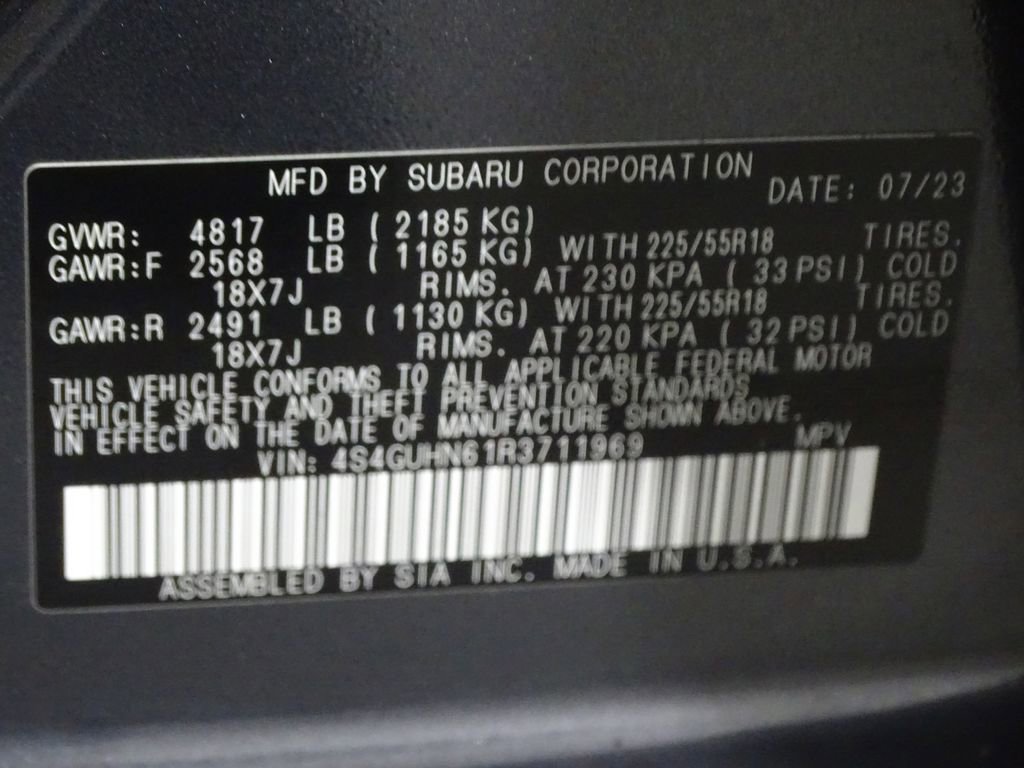 MFD BY SUBARU CORPORATION DATE: 07/23
GVWR: 4817 LB ( 2185 KG)
GAWR:F 2568 LB ( 1165 KG) WITH 225/55R18 TIRES.
18X7J RIMS. AT 230 KPA ( 33 PSI) COLD
GAWR:R 2491 LB ( 1130 KG) WITH 225/55R18 TIRES.
18X7J RIMS. AT 220 KPA ( 32 PSI) COLD
THIS VEHICLE CONFORMS TO ALL APPLICABLE FEDERAL MOTOR
VEHICLE SAFETY AND THEFT PREVENTION STANDARDS
IN EFFECT ON THE DATE OF MANUFACTURE SHOWN ABOVE.
VIN: 4S4GUHN61R3711969 MPV
ASSEMBLED BY SIA INC. MADE IN U.S.A.